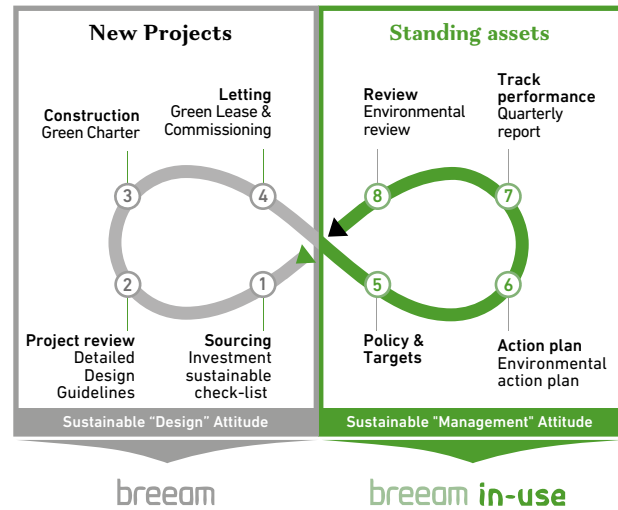 New Projects
Letting
Green Lease &
Commissioning
Construction
Green Charter
3
4
2
1
Project review
Detailed
Design
Guidelines
Sourcing
Investment
sustainable
check-list
Sustainable “Design” Attitude
breeam
Standing assets
Review
Environmental
review
Track
performance
Quarterly
report
8
7
5
6
Policy &
Targets
Action plan
Environmental
action plan
Sustainable "Management" Attitude
breeam in-use